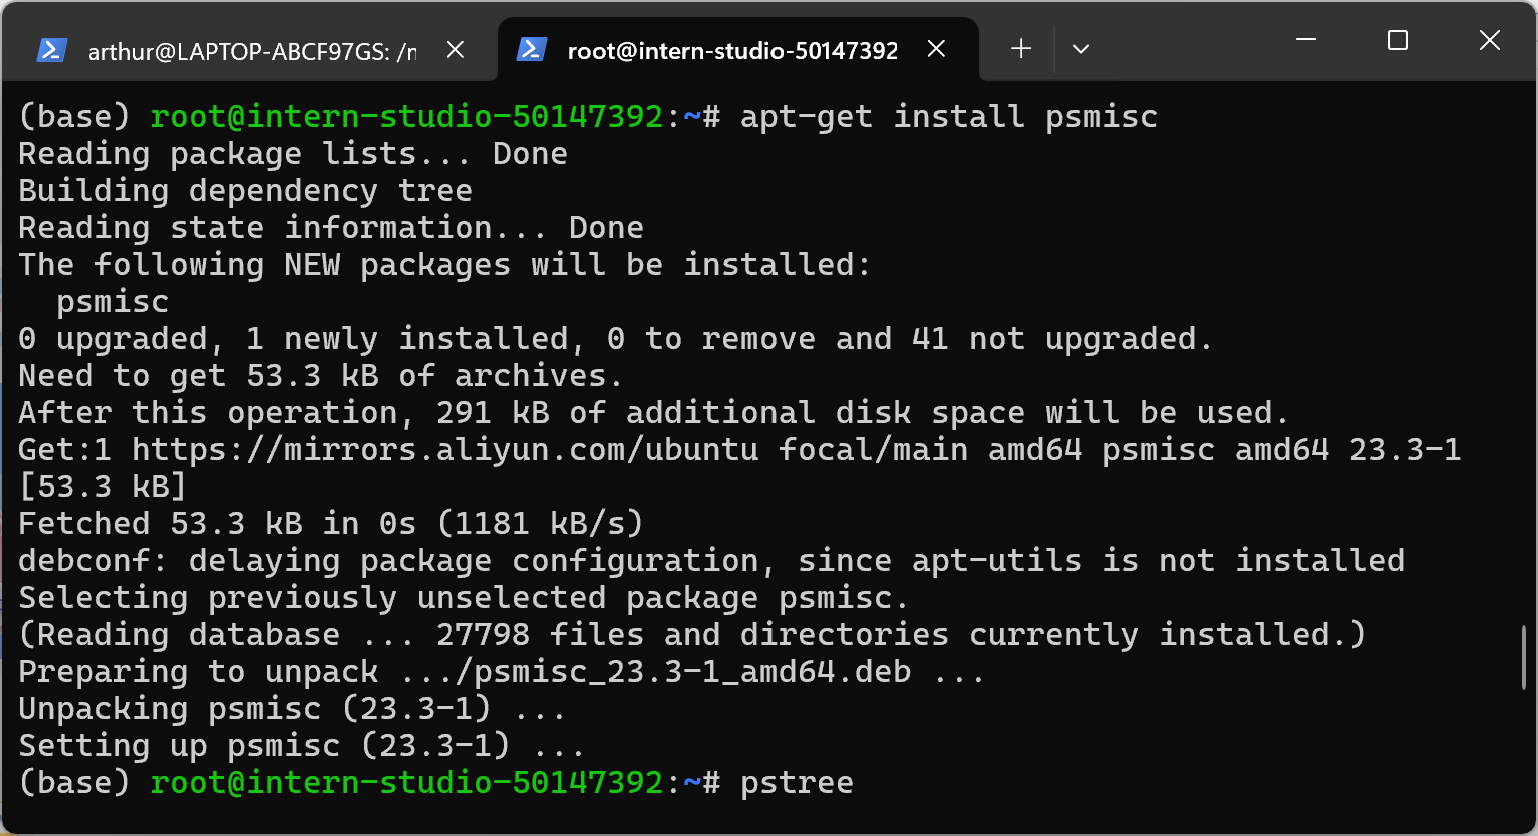 arthur@LAPTOP-ABCF97GS: /n
root@intern-studio-50147392
(base) root@intern-studio-50147392:~# apt-get install psmisc
Reading package lists... Done
Building dependency tree
Reading state information... Done
The following NEW packages will be installed:
  psmisc
0 upgraded, 1 newly installed, 0 to remove and 41 not upgraded.
Need to get 53.3 kB of archives.
After this operation, 291 kB of additional disk space will be used.
Get:1 https://mirrors.aliyun.com/ubuntu focal/main amd64 psmisc amd64 23.3-1
[53.3 kB]
Fetched 53.3 kB in 0s (1181 kB/s)
debconf: delaying package configuration, since apt-utils is not installed
Selecting previously unselected package psmisc.
(Reading database ... 27798 files and directories currently installed.)
Preparing to unpack .../psmisc_23.3-1_amd64.deb ...
Unpacking psmisc (23.3-1) ...
Setting up psmisc (23.3-1) ...
(base) root@intern-studio-50147392:~# pstree